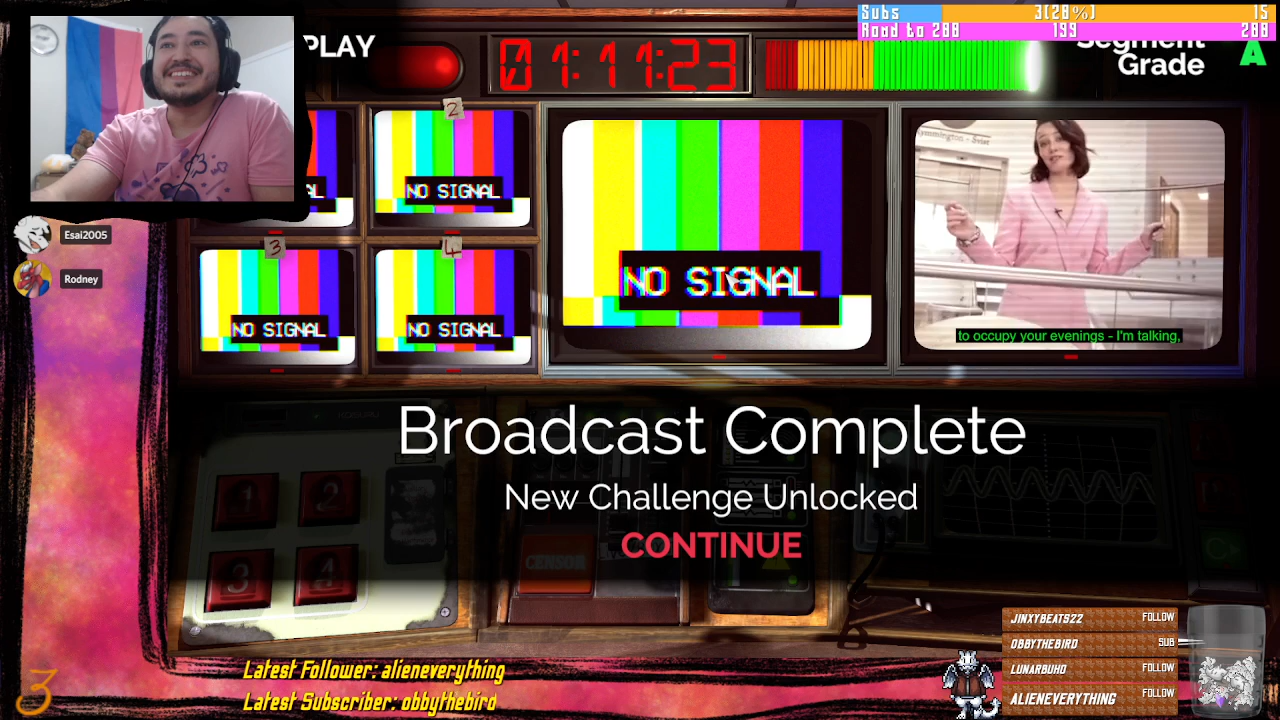 PLAY
01:11:23
Subs 3(20%) 15
Road to 200 199 200
Segment
Grade
A
2
NO SIGNAL
NO SIGNAL
Lymmington
3
4
NO SIGNAL
NO SIGNAL
to occupy your evenings - I'm talking,
Esai2005
Rodney
Broadcast Complete
New Challenge Unlocked
CONTINUE
1
2
3
4
CENSOR
JINXYBEATS22 FOLLOW
OBBYTHEBIRD SUB
LUNARBUHO FOLLOW
ALIENEVERYTHING FOLLOW
3
Latest Follower: alieneverything
Latest Subscriber: obbythebird